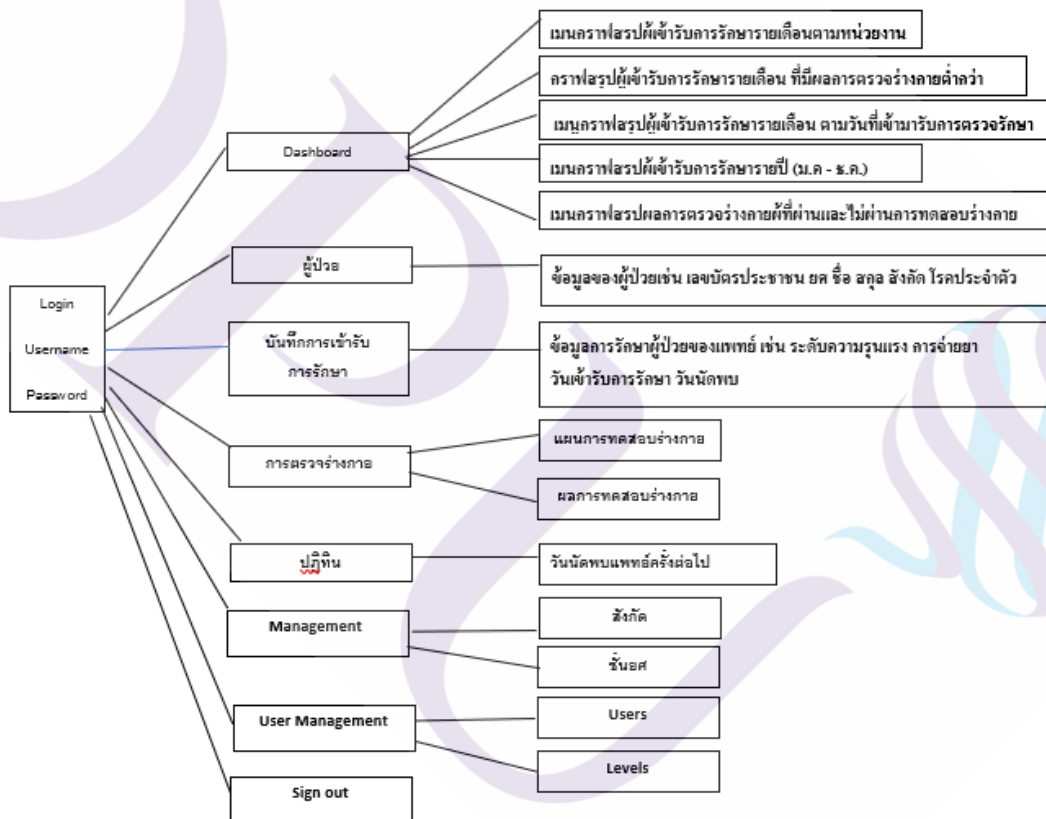 Login
Username
Password
Dashboard
เมนูกราฟสรุปผู้เข้ารับการรักษารายเดือนตามหน่วยงาน
กราฟสรุปผู้เข้ารับการรักษารายเดือน ที่มีผลการตรวจร่างกายต่ำกว่า
เมนูกราฟสรุปผู้เข้ารับการรักษารายเดือน ตามวันที่เข้ามารับการตรวจรักษา
เมนูกราฟสรุปผู้เข้ารับการรักษารายปี (ม.ค - ธ.ค.)
เมนูกราฟสรุปผลการตรวจร่างกายผู้ที่ผ่านและไม่ผ่านการทดสอบร่างกาย
ผู้ป่วย
ข้อมูลของผู้ป่วยเช่น เลขบัตรประชาชน ยศ ชื่อ สกุล สังกัด โรคประจำตัว
บันทึกการเข้ารับ
การรักษา
ข้อมูลการรักษาผู้ป่วยของแพทย์ เช่น ระดับความรุนแรง การจ่ายยา
วันเข้ารับการรักษา วันนัดพบ
การตรวจร่างกาย
แผนการทดสอบร่างกาย
ผลการทดสอบร่างกาย
ปฎิทิน
วันนัดพบแพทย์ครั้งต่อไป
Management
สังกัด
ชั้นยศ
User Management
Users
Levels
Sign out